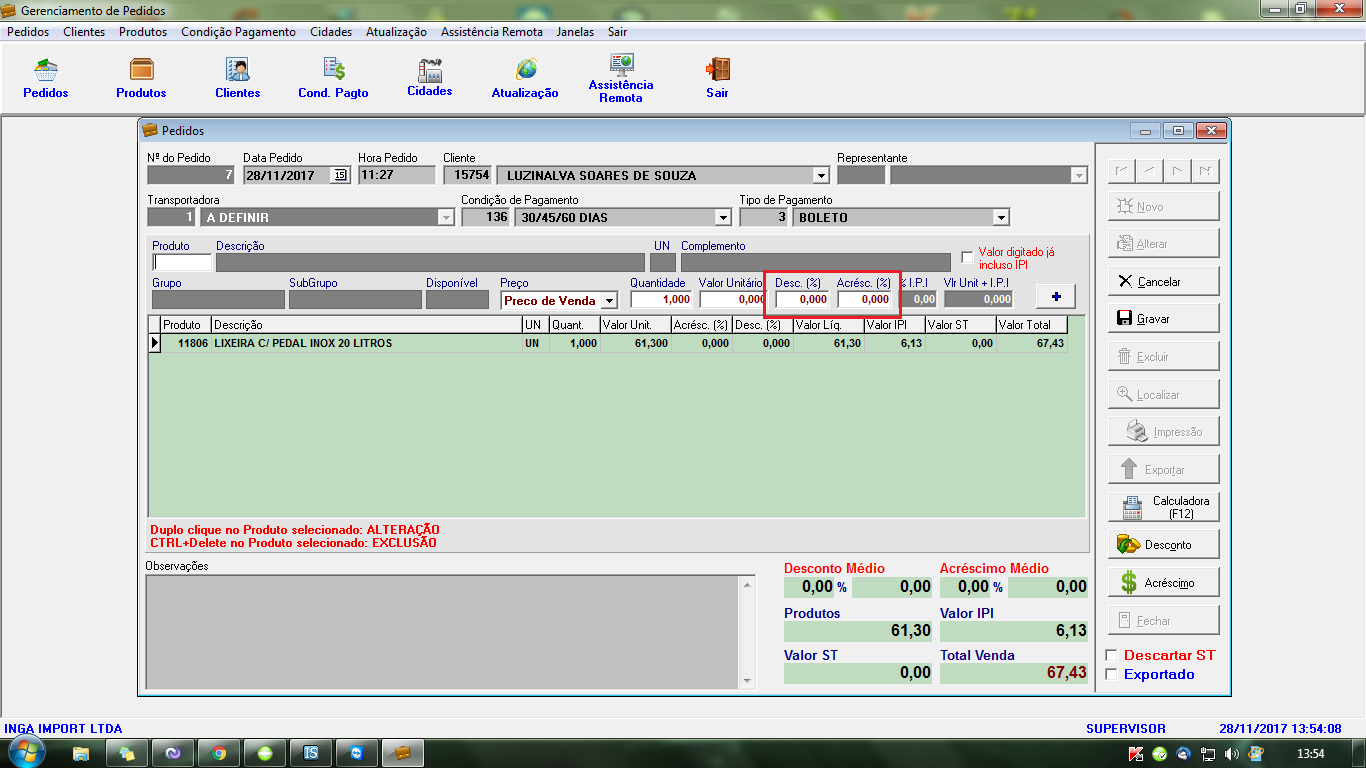 Gerenciamento de Pedidos
Pedidos Clientes Produtos Condição Pagamento Cidades Atualização Assistência Remota Janelas Sair
Pedidos Produtos Clientes Cond. Pagto Cidades Atualização Assistência Remota Sair
Pedidos
Nº do Pedido Data Pedido Hora Pedido Cliente Representante
7 28/11/2017 15 11:27 15754 LUZINALVA SOARES DE SOUZA
Transportadora Condição de Pagamento Tipo de Pagamento
1 A DEFINIR 136 30/45/60 DIAS 3 BOLETO
Produto Descrição UN Complemento
Valor digitado já
incluso IPI
Grupo SubGrupo Disponível Preço Quantidade Valor Unitário Desc. (%) Acrésc. (%) % I.P.I Vlr Unit + I.P.I
Preco de Venda 1,000 0,000 0,000 0,000 0,00 0,000 +
Produto Descrição UN Quant. Valor Unit. Acrésc. (%) Desc. (%) Valor Líq. Valor IPI Valor ST Valor Total
11806 LIXEIRA C/ PEDAL INOX 20 LITROS UN 1,000 61,300 0,000 0,000 61,30 6,13 0,00 67,43
Duplo clique no Produto selecionado: ALTERAÇÃO
CTRL+Delete no Produto selecionado: EXCLUSÃO
Observações
Desconto Médio Acréscimo Médio
0,00 % 0,00 0,00 % 0,00
Produtos Valor IPI
61,30 6,13
Valor ST Total Venda
0,00 67,43
Novo
Alterar
Cancelar
Gravar
Excluir
Localizar
Impressão
Exportar
Calculadora
(F12)
Desconto
Acréscimo
Fechar
Descartar ST
Exportado
INGA IMPORT LTDA SUPERVISOR 28/11/2017 13:54:08
13:54